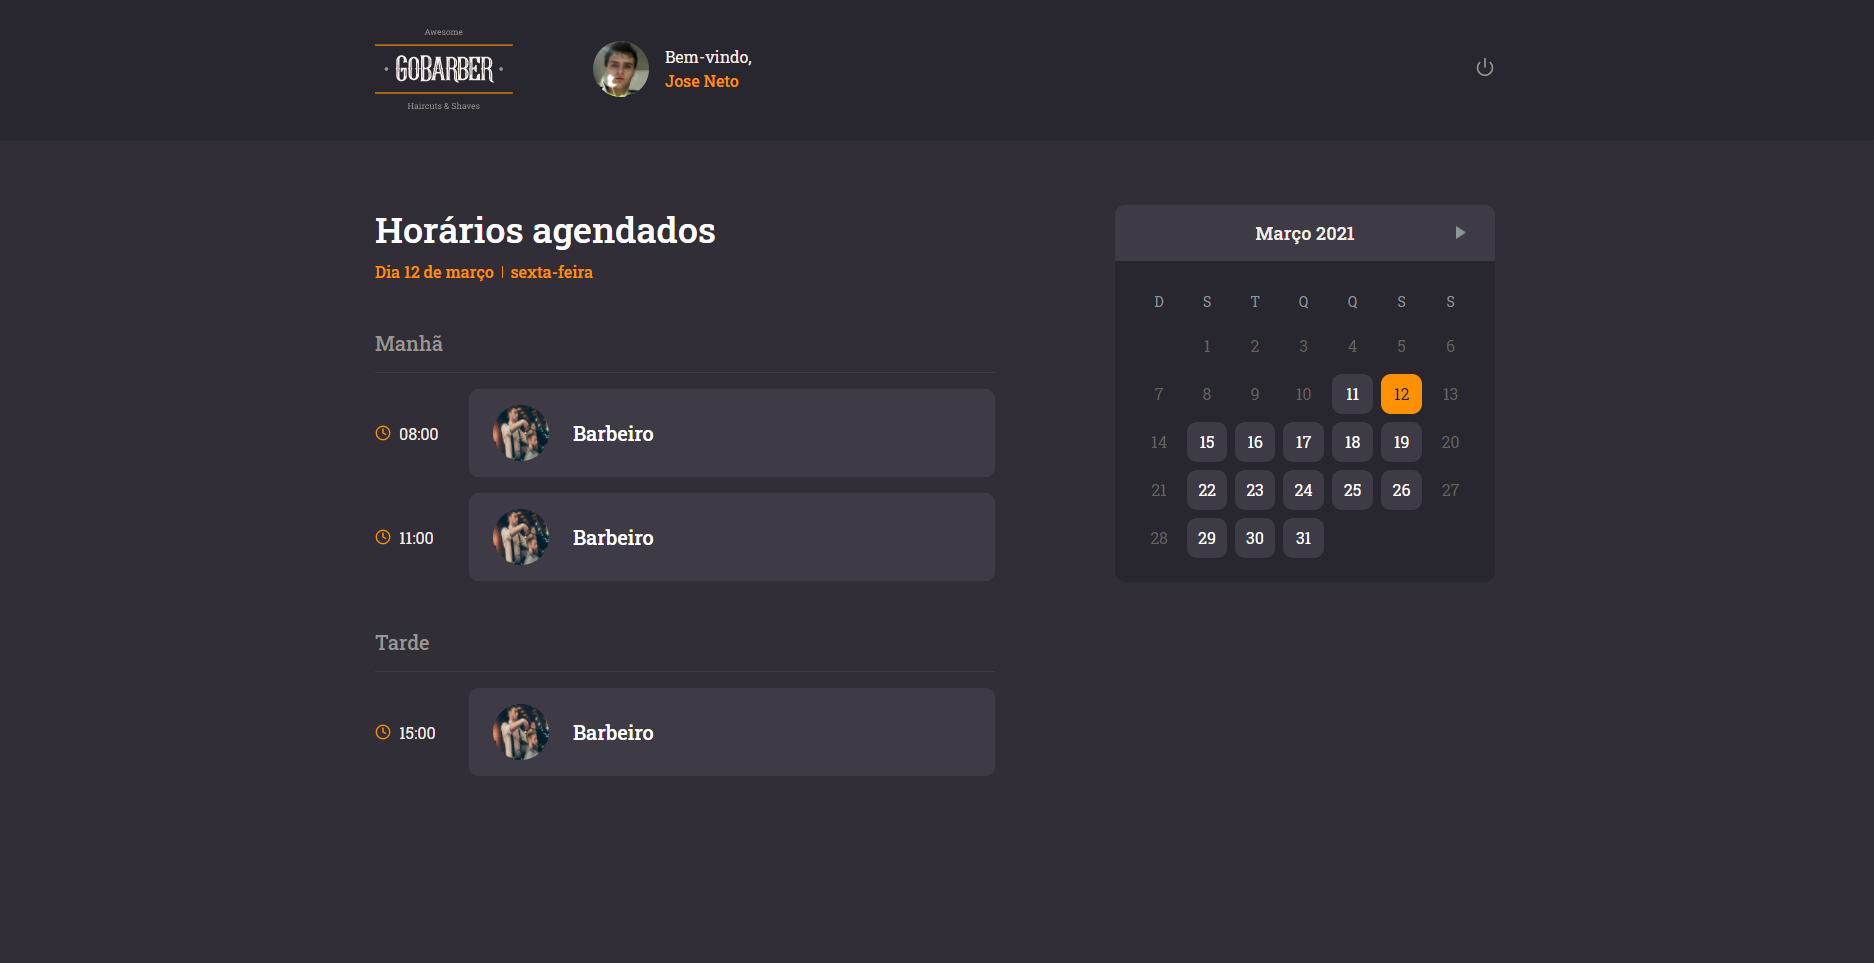 Awesome
GOBARBER
Haircuts & Shaves
Bem-vindo,
Jose Neto
Horários agendados
Dia 12 de março | sexta-feira
Manhã
08:00 Barbeiro
11:00 Barbeiro
Tarde
15:00 Barbeiro
Março 2021
D S T Q Q S S
1 2 3 4 5 6
7 8 9 10 11 12 13
14 15 16 17 18 19 20
21 22 23 24 25 26 27
28 29 30 31